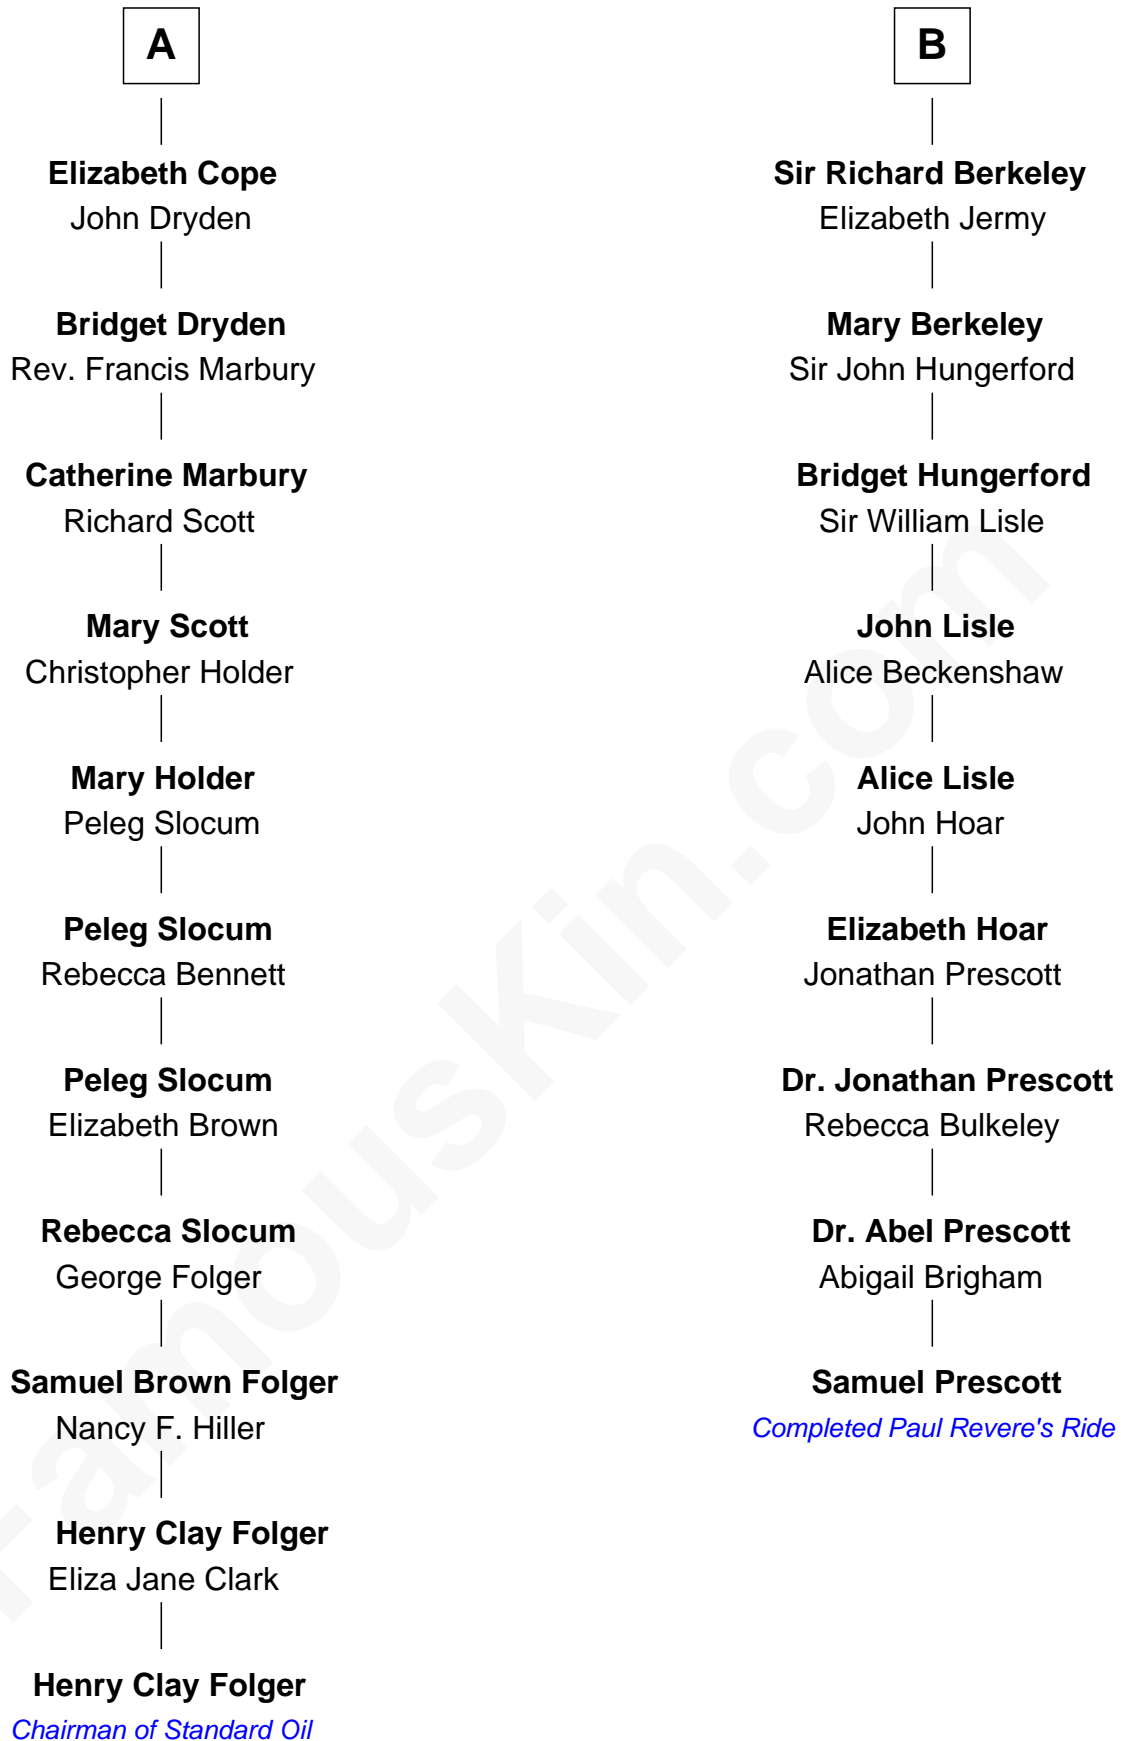 A
Elizabeth Cope
John Dryden
Bridget Dryden
Rev. Francis Marbury
Catherine Marbury
Richard Scott
Mary Scott
Christopher Holder
Mary Holder
Peleg Slocum
Peleg Slocum
Rebecca Bennett
Peleg Slocum
Elizabeth Brown
Rebecca Slocum
George Folger
Samuel Brown Folger
Nancy F. Hiller
Henry Clay Folger
Eliza Jane Clark
Henry Clay Folger
Chairman of Standard Oil
B
Sir Richard Berkeley
Elizabeth Jermy
Mary Berkeley
Sir John Hungerford
Bridget Hungerford
Sir William Lisle
John Lisle
Alice Beckenshaw
Alice Lisle
John Hoar
Elizabeth Hoar
Jonathan Prescott
Dr. Jonathan Prescott
Rebecca Bulkeley
Dr. Abel Prescott
Abigail Brigham
Samuel Prescott
Completed Paul Revere's Ride
FamousKin.com